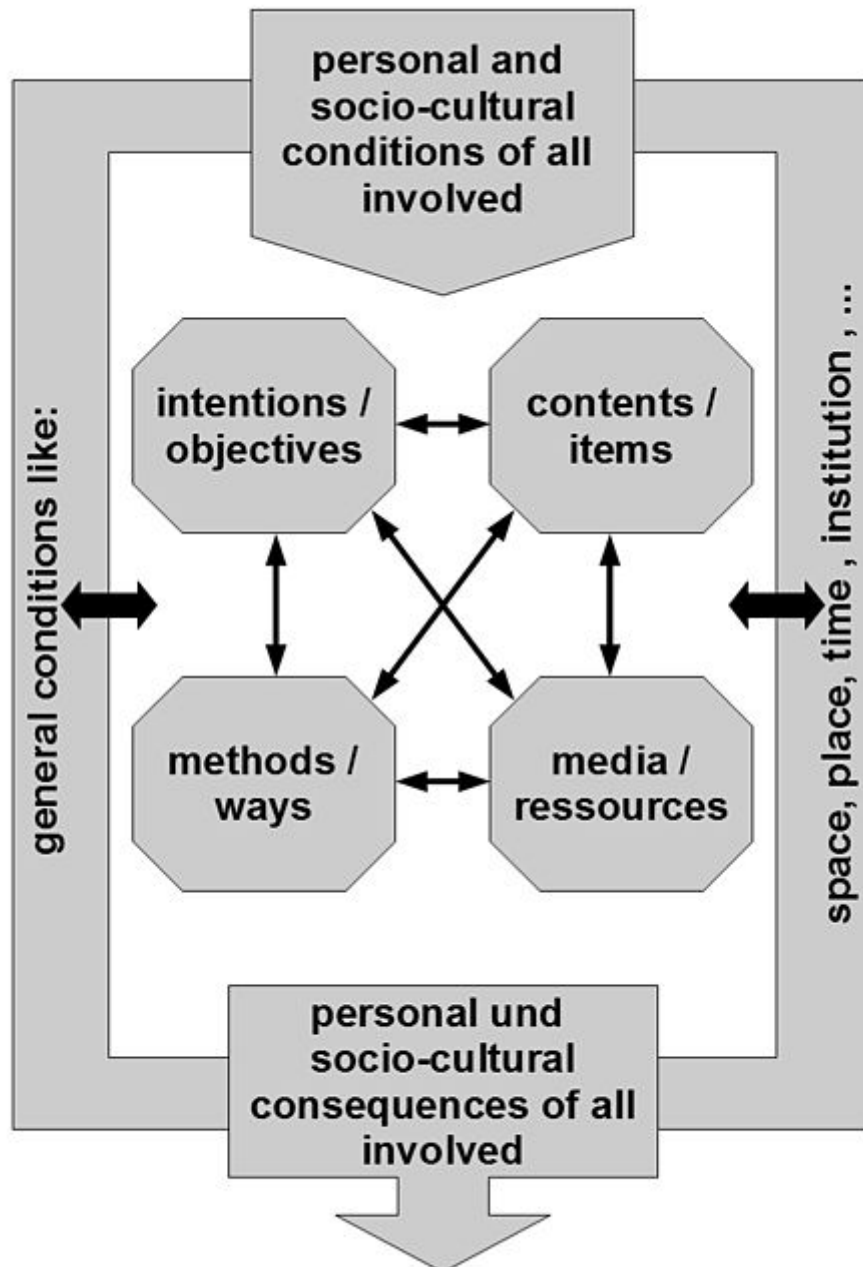 personal and
socio-cultural
conditions of all
involved
general conditions like:
space, place, time , institution , ...
intentions /
objectives
contents /
items
methods /
ways
media /
ressources
personal und
socio-cultural
consequences of all
involved